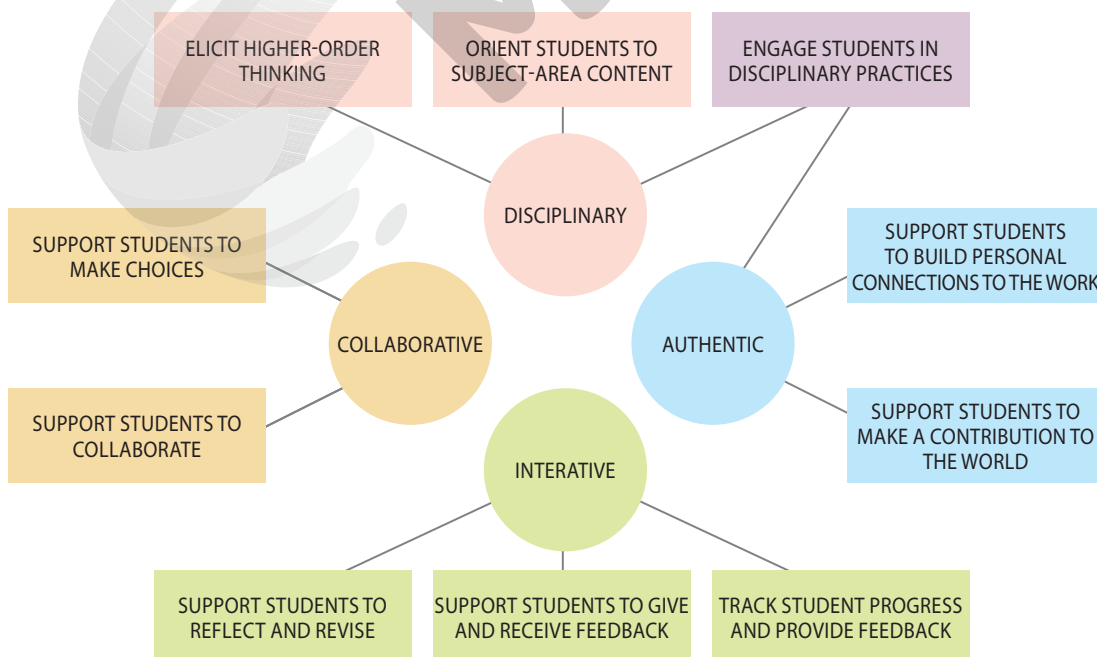 ELICIT HIGHER-ORDER
THINKING
ORIENT STUDENTS TO
SUBJECT-AREA CONTENT
ENGAGE STUDENTS IN
DISCIPLINARY PRACTICES
DISCIPLINARY
SUPPORT STUDENTS TO
MAKE CHOICES
SUPPORT STUDENTS
TO BUILD PERSONAL
CONNECTIONS TO THE WORK
COLLABORATIVE
AUTHENTIC
SUPPORT STUDENTS TO
COLLABORATE
SUPPORT STUDENTS TO
MAKE A CONTRIBUTION TO
THE WORLD
INTERATIVE
SUPPORT STUDENTS TO
REFLECT AND REVISE
SUPPORT STUDENTS TO GIVE
AND RECEIVE FEEDBACK
TRACK STUDENT PROGRESS
AND PROVIDE FEEDBACK